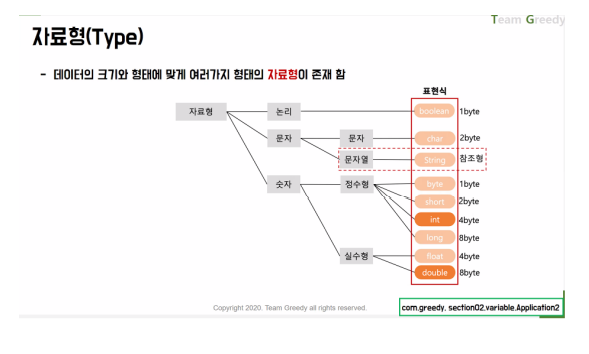 Team Greedy
자료형(Type)
- 데이터의 크기와 형태에 맞게 여러가지 형태의 자료형이 존재 함
표현식
자료형 논리 boolean 1byte
문자 문자 char 2byte
문자열 String 참조형
숫자 정수형 byte 1byte
short 2byte
int 4byte
long 8byte
실수형 float 4byte
double 8byte
Copyright 2020. Team Greedy all rights reserved.
com.greedy. section02.variable.Application2